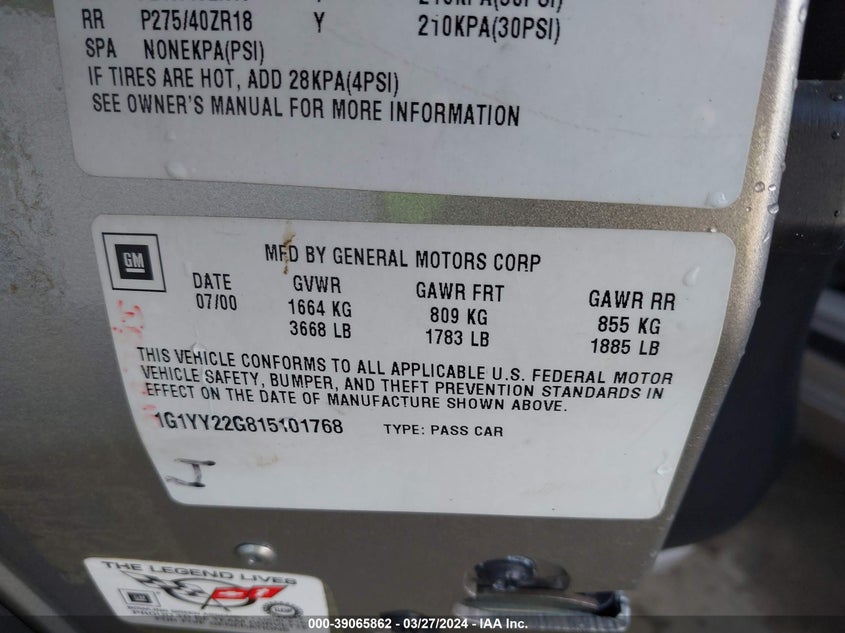 RR P275/40ZR18 Y 210KPA(30PSI)
SPA NONEKPA(PSI)
IF TIRES ARE HOT, ADD 28KPA(4PSI)
SEE OWNER'S MANUAL FOR MORE INFORMATION
GM
MFD BY GENERAL MOTORS CORP
DATE GVWR GAWR FRT GAWR RR
07/00 1664 KG 809 KG 855 KG
3668 LB 1783 LB 1885 LB
THIS VEHICLE CONFORMS TO ALL APPLICABLE U.S. FEDERAL MOTOR
VEHICLE SAFETY, BUMPER, AND THEFT PREVENTION STANDARDS IN
EFFECT ON THE DATE OF MANUFACTURE SHOWN ABOVE.
1G1YY22G815101768 TYPE: PASS CAR
J
THE LEGEND LIVES
GM
000-39065862 - 03/27/2024 - IAA Inc.